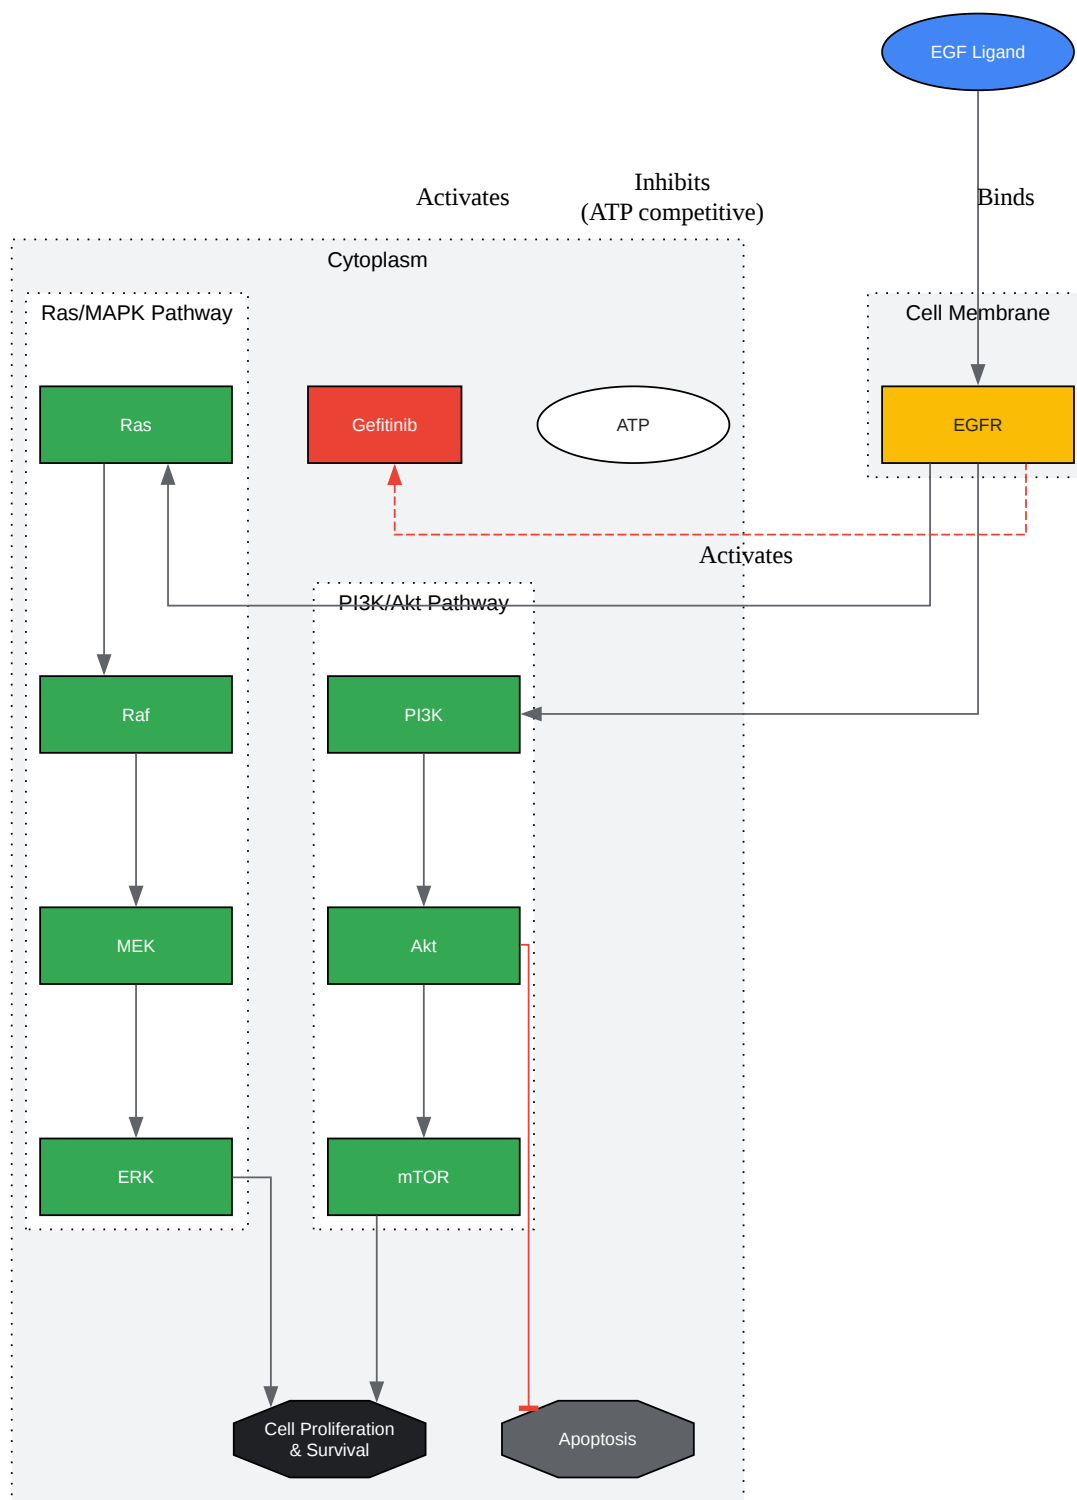 EGF Ligand
Activates
Inhibits
(ATP competitive)
Binds
Cytoplasm
Ras/MAPK Pathway
Cell Membrane
Ras
Gefitinib
ATP
EGFR
Activates
PI3K/Akt Pathway
Raf
PI3K
MEK
Akt
ERK
mTOR
Cell Proliferation
& Survival
Apoptosis